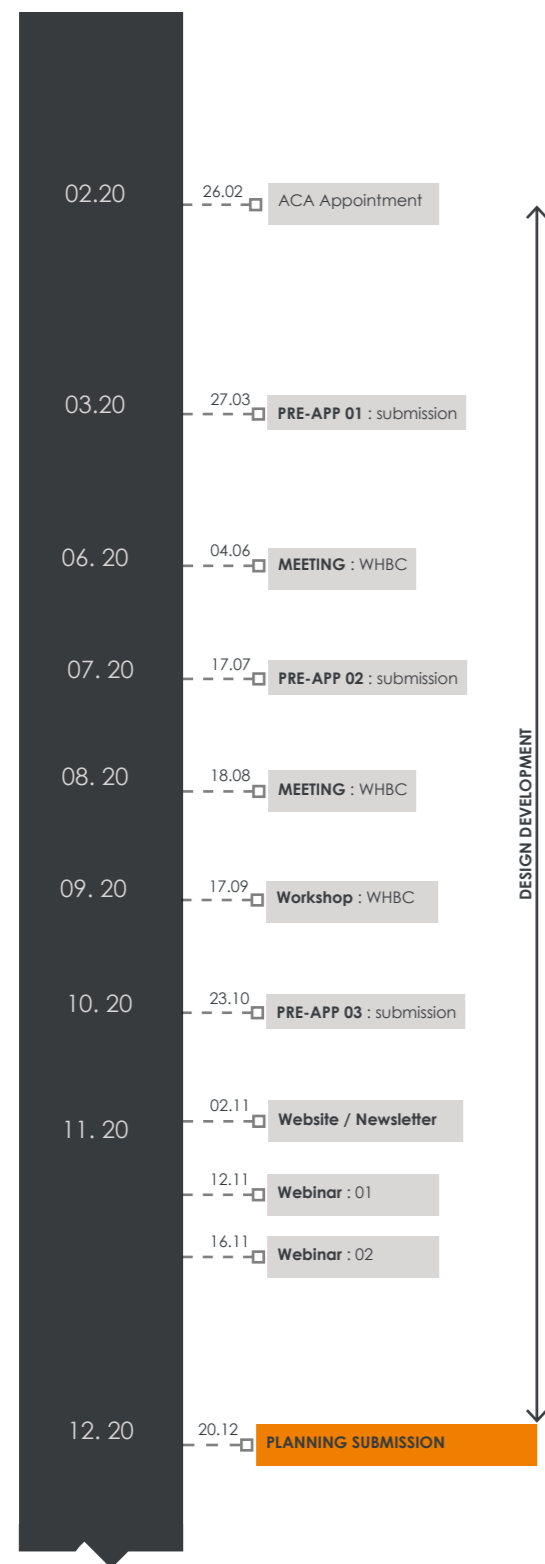 02.20
26.02
ACA Appointment
03.20
27.03
PRE-APP 01 : submission
06. 20
04.06
MEETING : WHBC
07. 20
17.07
PRE-APP 02 : submission
08. 20
18.08
MEETING : WHBC
DESIGN DEVELOPMENT
09. 20
17.09
Workshop : WHBC
10. 20
23.10
PRE-APP 03 : submission
11. 20
02.11
Website / Newsletter
12.11
Webinar : 01
16.11
Webinar : 02
12. 20
20.12
PLANNING SUBMISSION